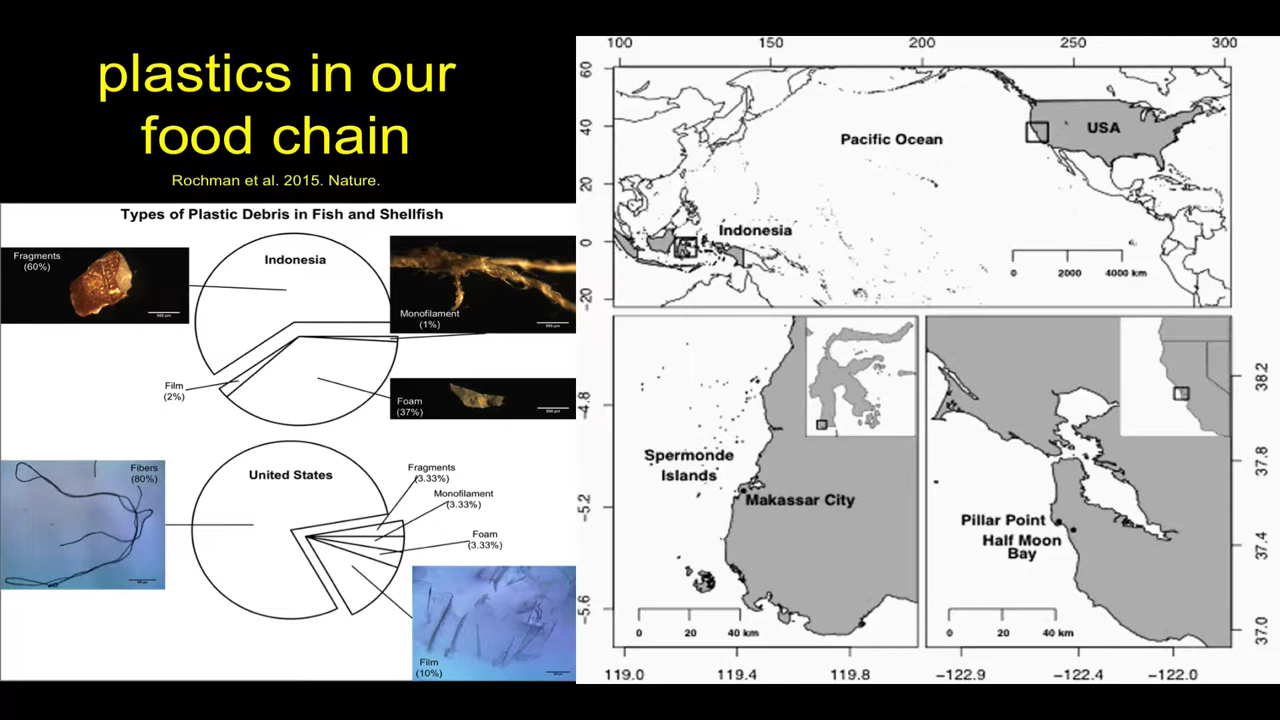 plastics in our
food chain
Rochman et al. 2015. Nature.
Types of Plastic Debris in Fish and Shellfish
Fragments
(60%)
Indonesia
Monofilament
(1%)
Film
(2%)
Foam
(37%)
Fibers
(80%)
United States
Fragments
(3.33%)
Monofilament
(3.33%)
Foam
(3.33%)
Film
(10%)
100 150 200 250 300
60
40
20
0
-20
Pacific Ocean
USA
Indonesia
0 2000 4000 km
-4.8
-5.2
-5.6
Spermonde
Islands
Makassar City
0 20 40 km
119.0 119.4 119.8
Pillar Point
Half Moon
Bay
0 20 40 km
38.2
37.8
37.4
37.0
-122.9 -122.4 -122.0